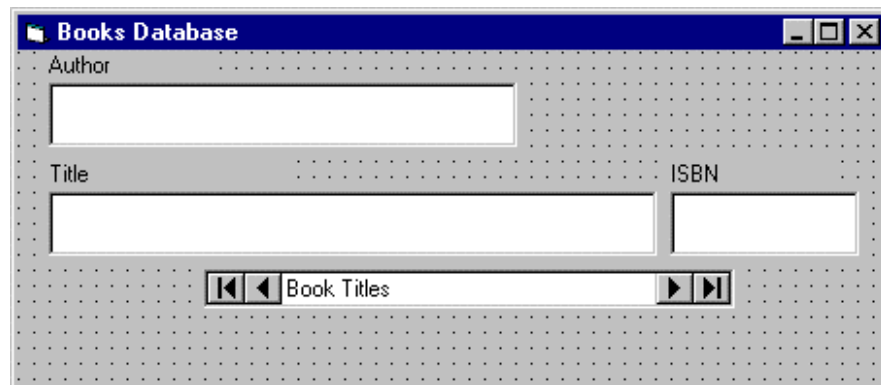 Books Database
Author
Title
ISBN
Book Titles